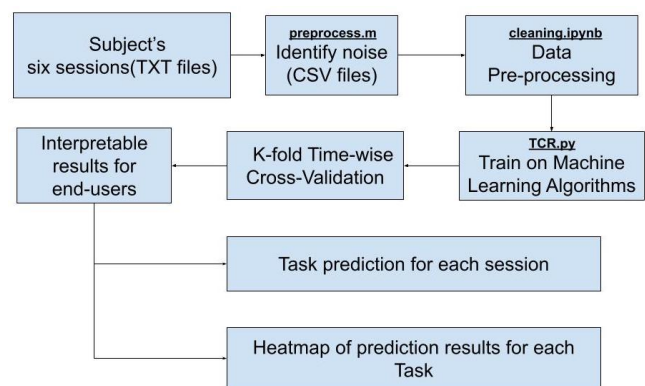 Subject's
six sessions(TXT files)
preprocess.m
Identify noise
(CSV files)
cleaning.ipynb
Data
Pre-processing
Interpretable
results for
end-users
K-fold Time-wise
Cross-Validation
TCR.py
Train on Machine
Learning Algorithms
Task prediction for each session
Heatmap of prediction results for each
Task